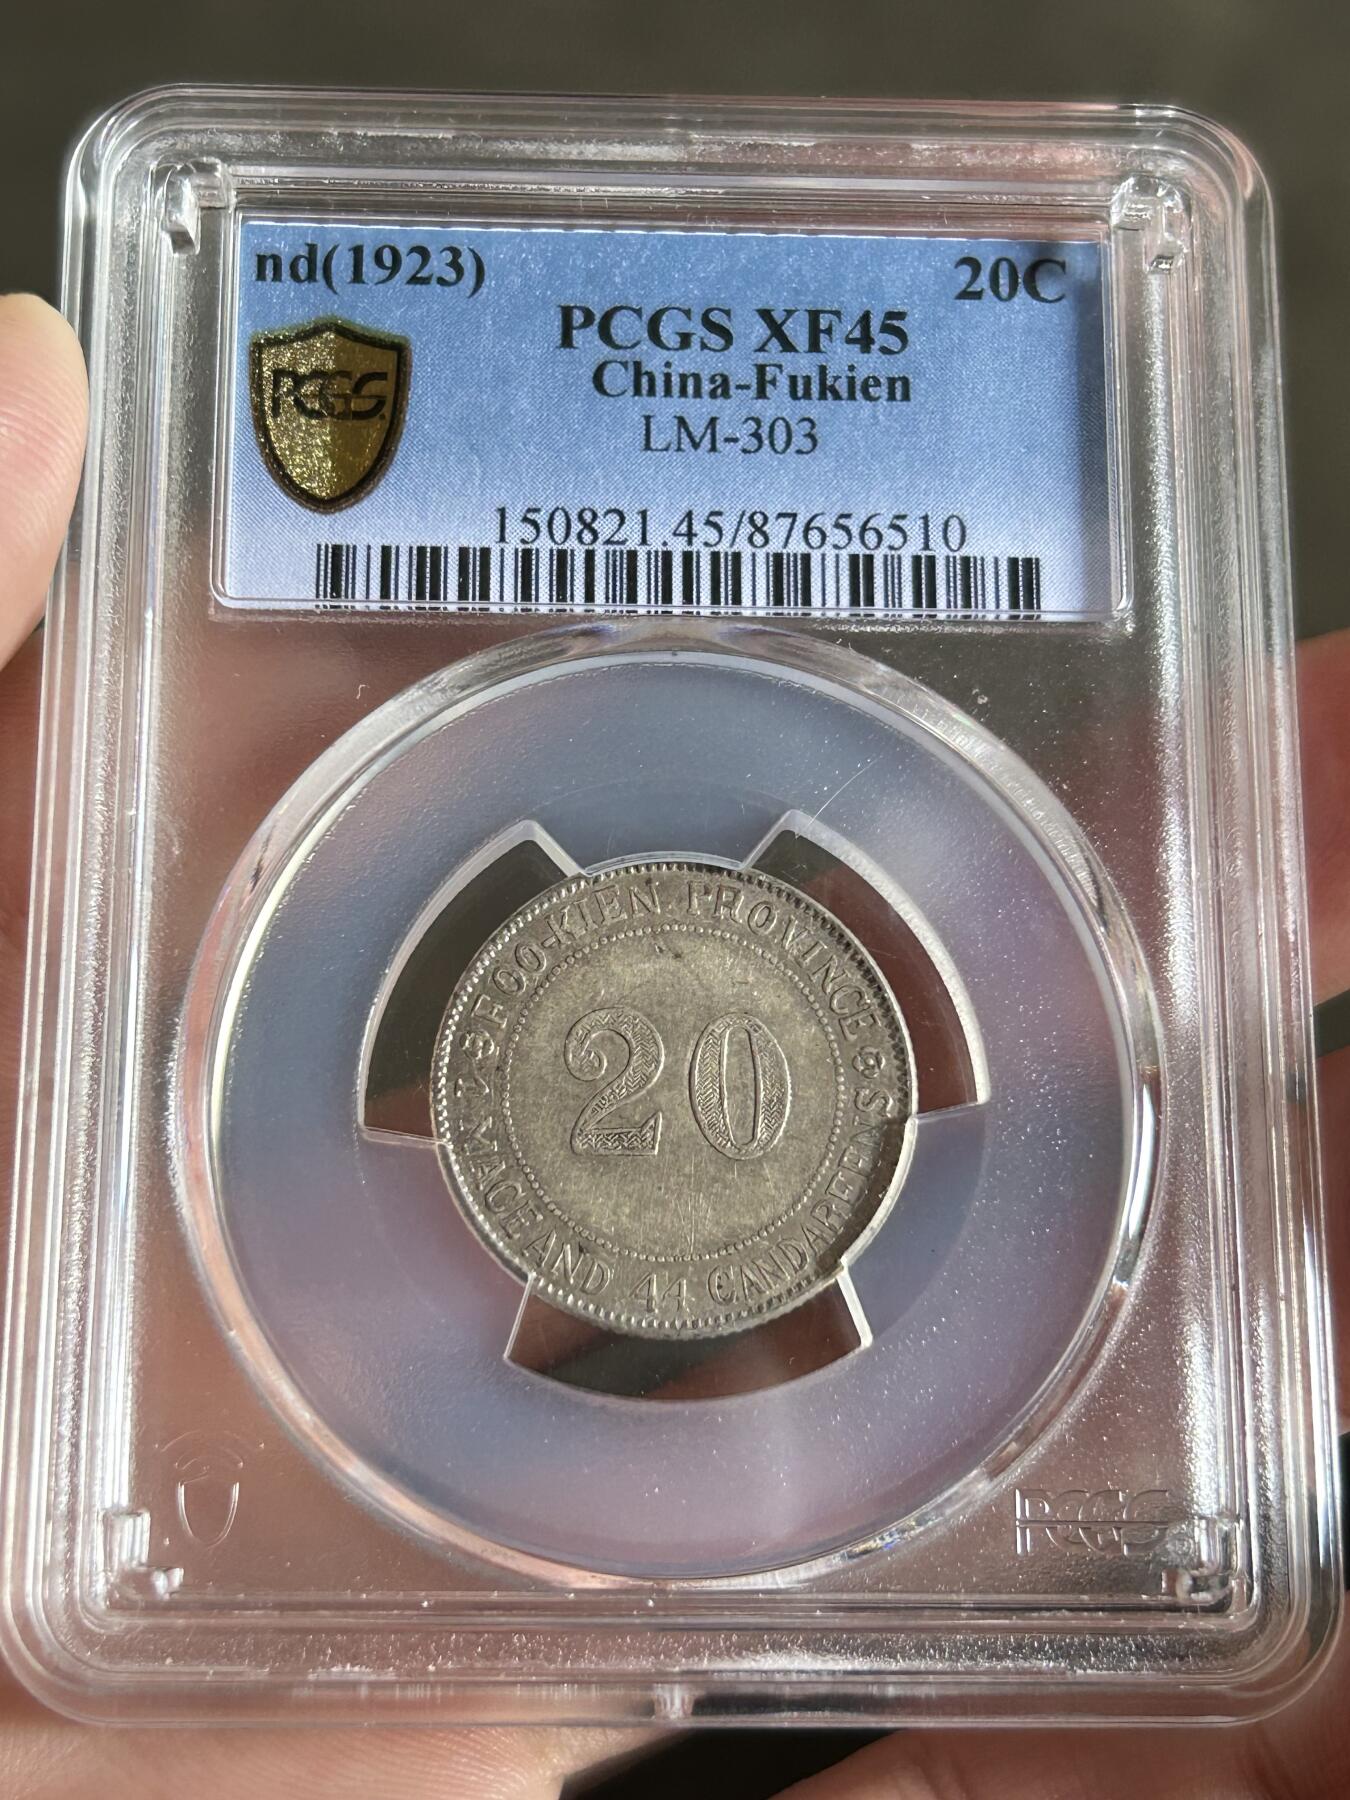 nd(1923)
20C
PCGS XF45
China-Fukien
LM-303
PCGS
150821.45/87656510
FOO-KIEN PROVINCE
20
MACE AND 44 CANDAREENS
PCGS